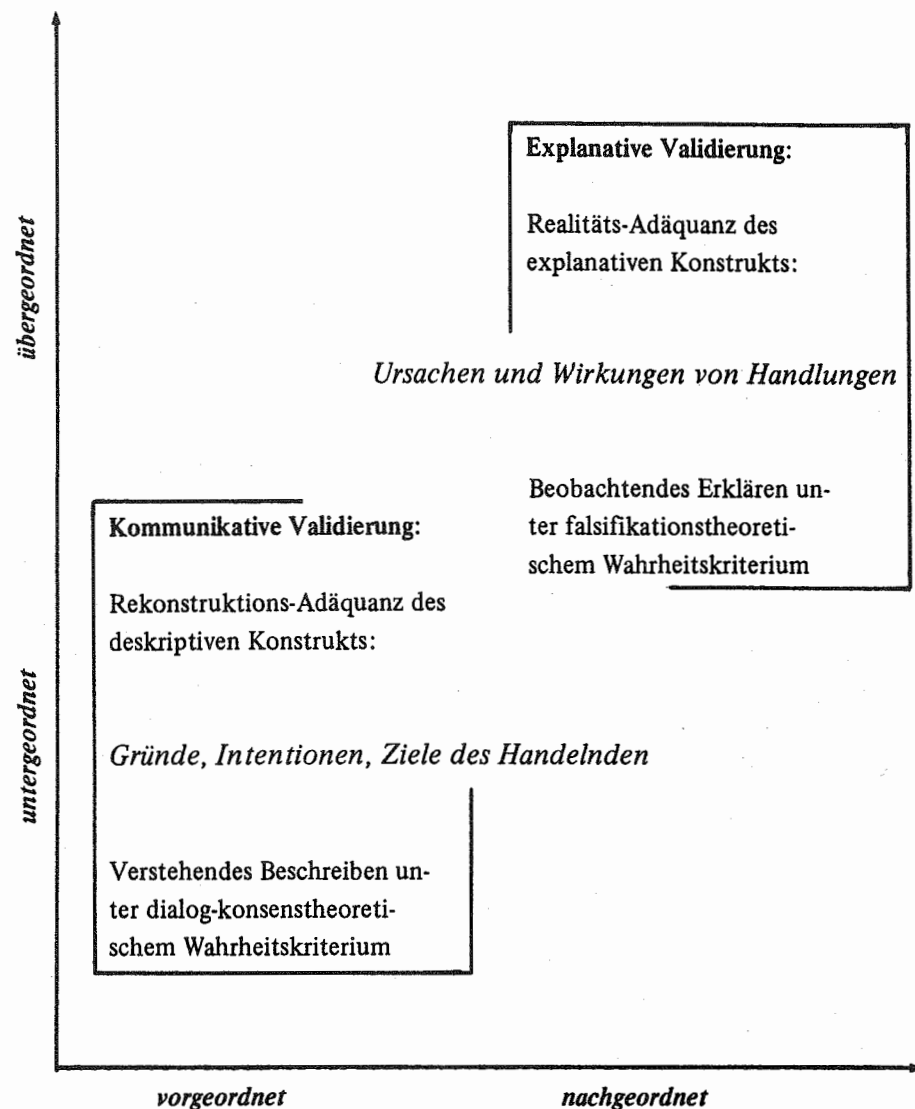 Explanative Validierung:
Realitäts-Adäquanz des
explanativen Konstrukts:
Ursachen und Wirkungen von Handlungen
Beobachtendes Erklären un-
ter falsifikationstheoreti-
schem Wahrheitskriterium
übergeordnet
Kommunikative Validierung:
Rekonstruktions-Adäquanz des
deskriptiven Konstrukts:
Gründe, Intentionen, Ziele des Handelnden
Verstehendes Beschreiben un-
ter dialog-konsenstheoreti-
schem Wahrheitskriterium
untergeordnet
vorgeordnet
nachgeordnet